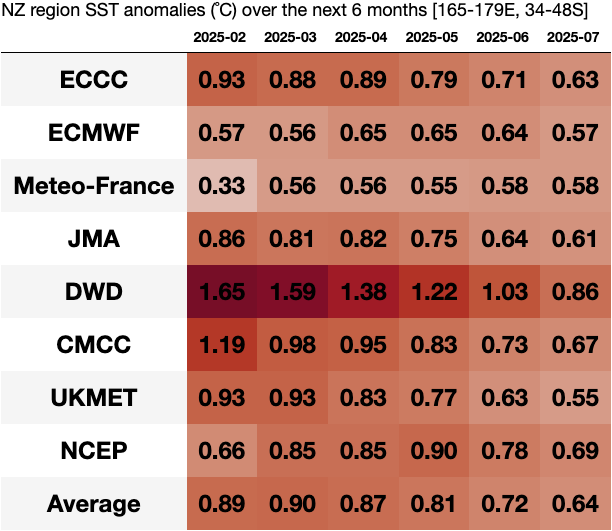 NZ region SST anomalies (℃) over the next 6 months [165-179E, 34-48S]
2025-02 2025-03 2025-04 2025-05 2025-06 2025-07
ECCC 0.93 0.88 0.89 0.79 0.71 0.63
ECMWF 0.57 0.56 0.65 0.65 0.64 0.57
Meteo-France 0.33 0.56 0.56 0.55 0.58 0.58
JMA 0.86 0.81 0.82 0.75 0.64 0.61
DWD 1.65 1.59 1.38 1.22 1.03 0.86
CMCC 1.19 0.98 0.95 0.83 0.73 0.67
UKMET 0.93 0.93 0.83 0.77 0.63 0.55
NCEP 0.66 0.85 0.85 0.90 0.78 0.69
Average 0.89 0.90 0.87 0.81 0.72 0.64